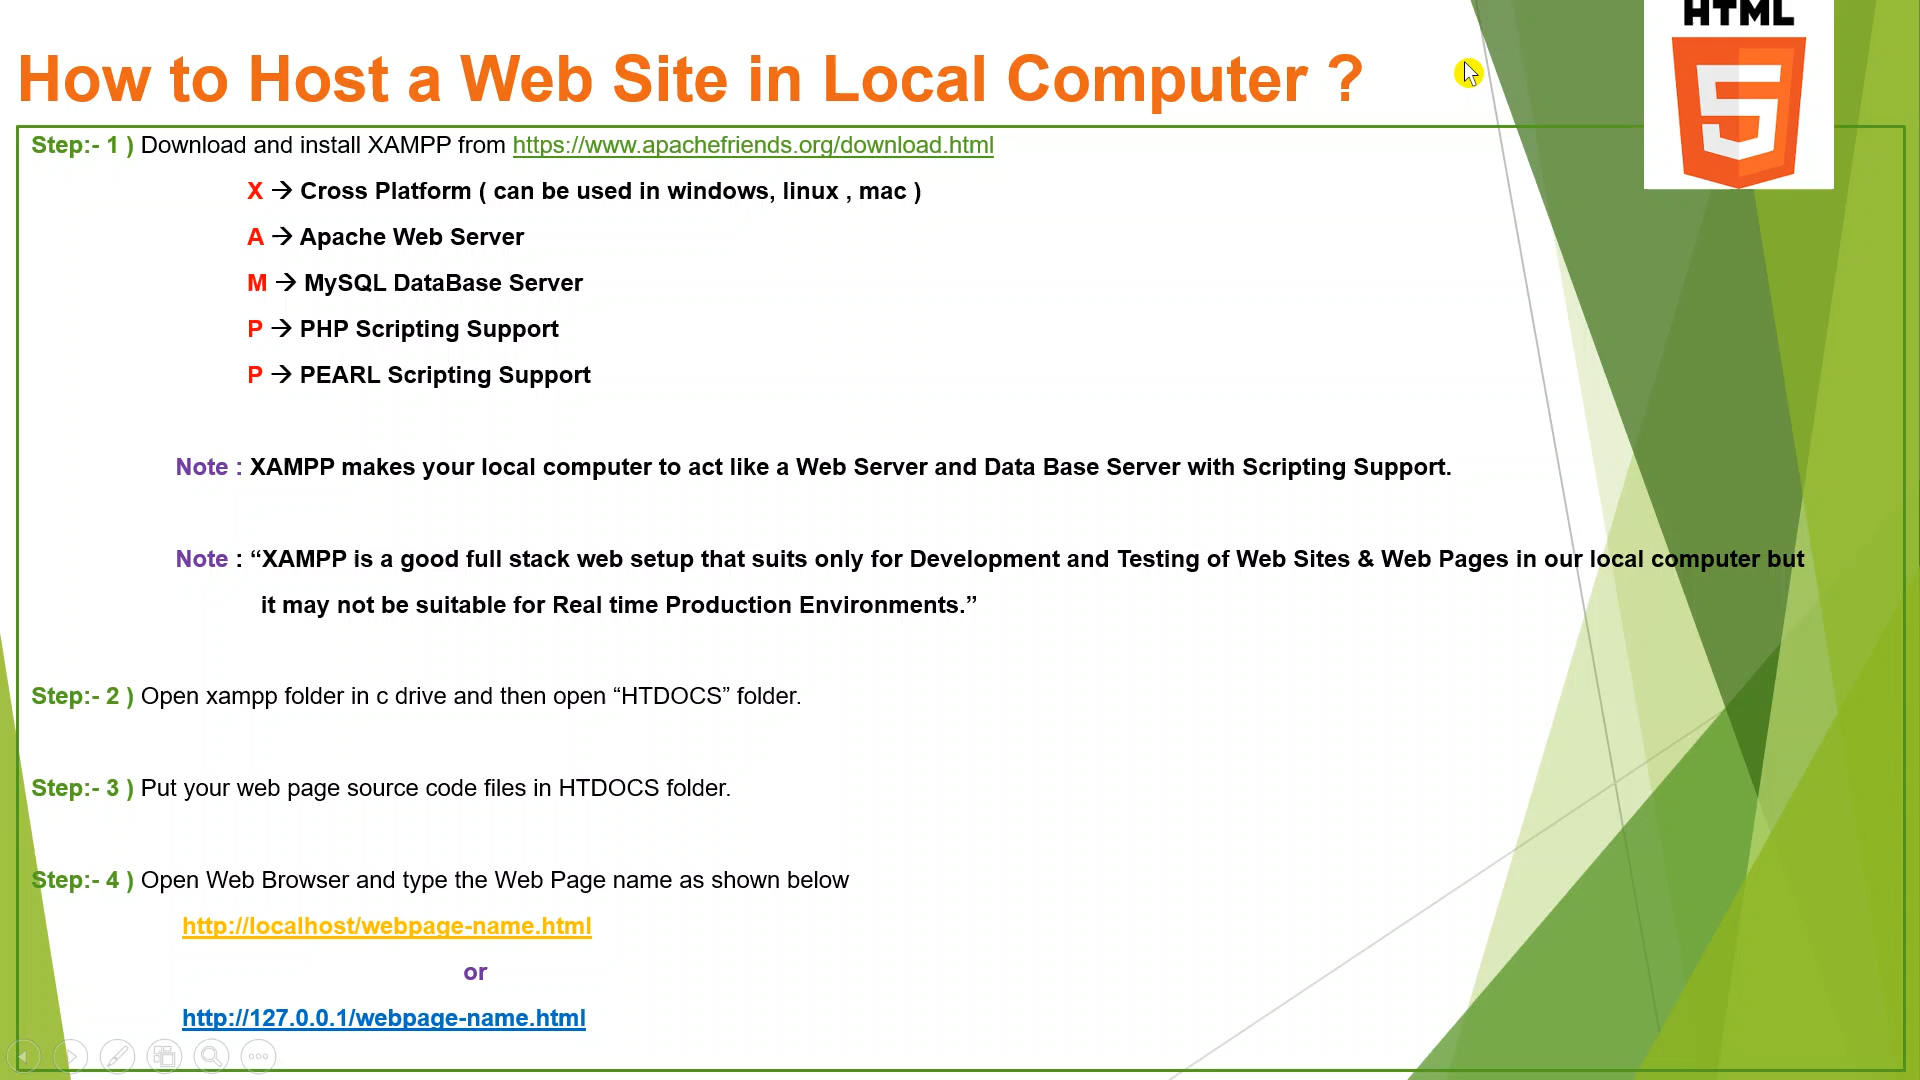 HTML
How to Host a Web Site in Local Computer ?
Step:- 1 ) Download and install XAMPP from https://www.apachefriends.org/download.html
X → Cross Platform ( can be used in windows, linux , mac )
A → Apache Web Server
M → MySQL DataBase Server
P → PHP Scripting Support
P → PEARL Scripting Support
Note : XAMPP makes your local computer to act like a Web Server and Data Base Server with Scripting Support.
Note : “XAMPP is a good full stack web setup that suits only for Development and Testing of Web Sites & Web Pages in our local computer but
it may not be suitable for Real time Production Environments.”
Step:- 2 ) Open xampp folder in c drive and then open “HTDOCS” folder.
Step:- 3 ) Put your web page source code files in HTDOCS folder.
Step:- 4 ) Open Web Browser and type the Web Page name as shown below
http://localhost/webpage-name.html
or
http://127.0.0.1/webpage-name.html